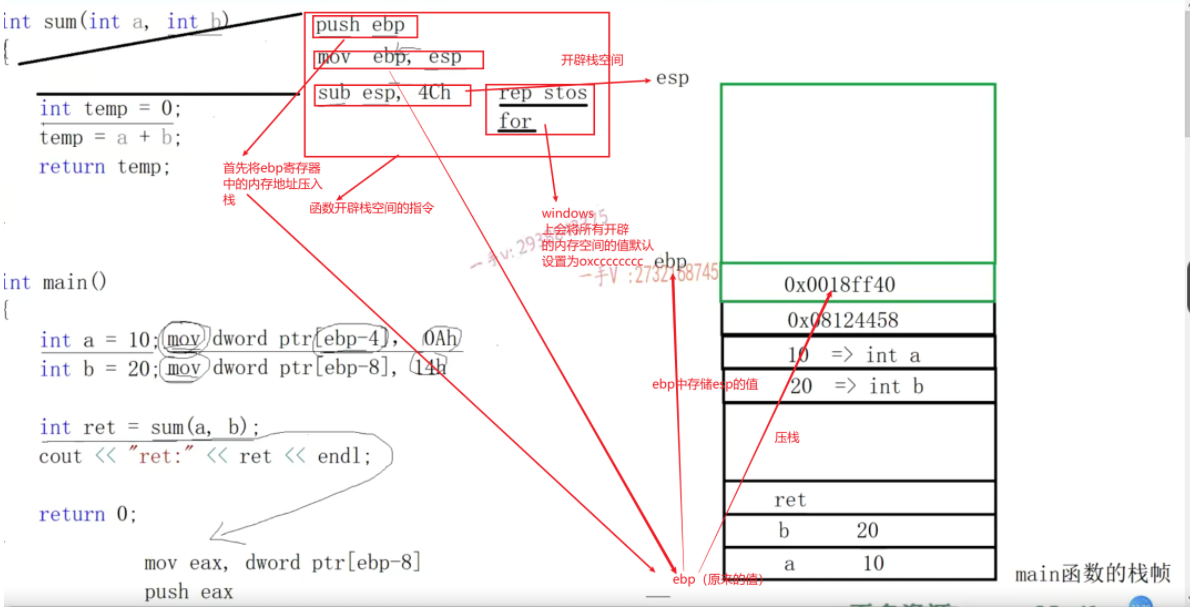 int sum(int a, int b)
{
int temp = 0;
temp = a + b;
return temp;
push ebp
mov ebp, esp
sub esp, 4Ch
rep stos
for
开辟栈空间
esp
首先将ebp寄存器
中的内存地址压入
栈
函数开辟栈空间的指令
windows
上会将所有开辟
的内存空间的值默认
设置为oxcccccccc
ebp
0x0018ff40
0x08124458
10 => int a
20 => int b
ret
b 20
a 10
ebp中存储esp的值
压栈
ebp（原来的值）
main函数的栈帧
int main()
{
int a = 10; mov dword ptr[ebp-4], 0Ah
int b = 20; mov dword ptr[ebp-8], 14h
int ret = sum(a, b);
cout << "ret:" << ret << endl;
return 0;
mov eax, dword ptr[ebp-8]
push eax